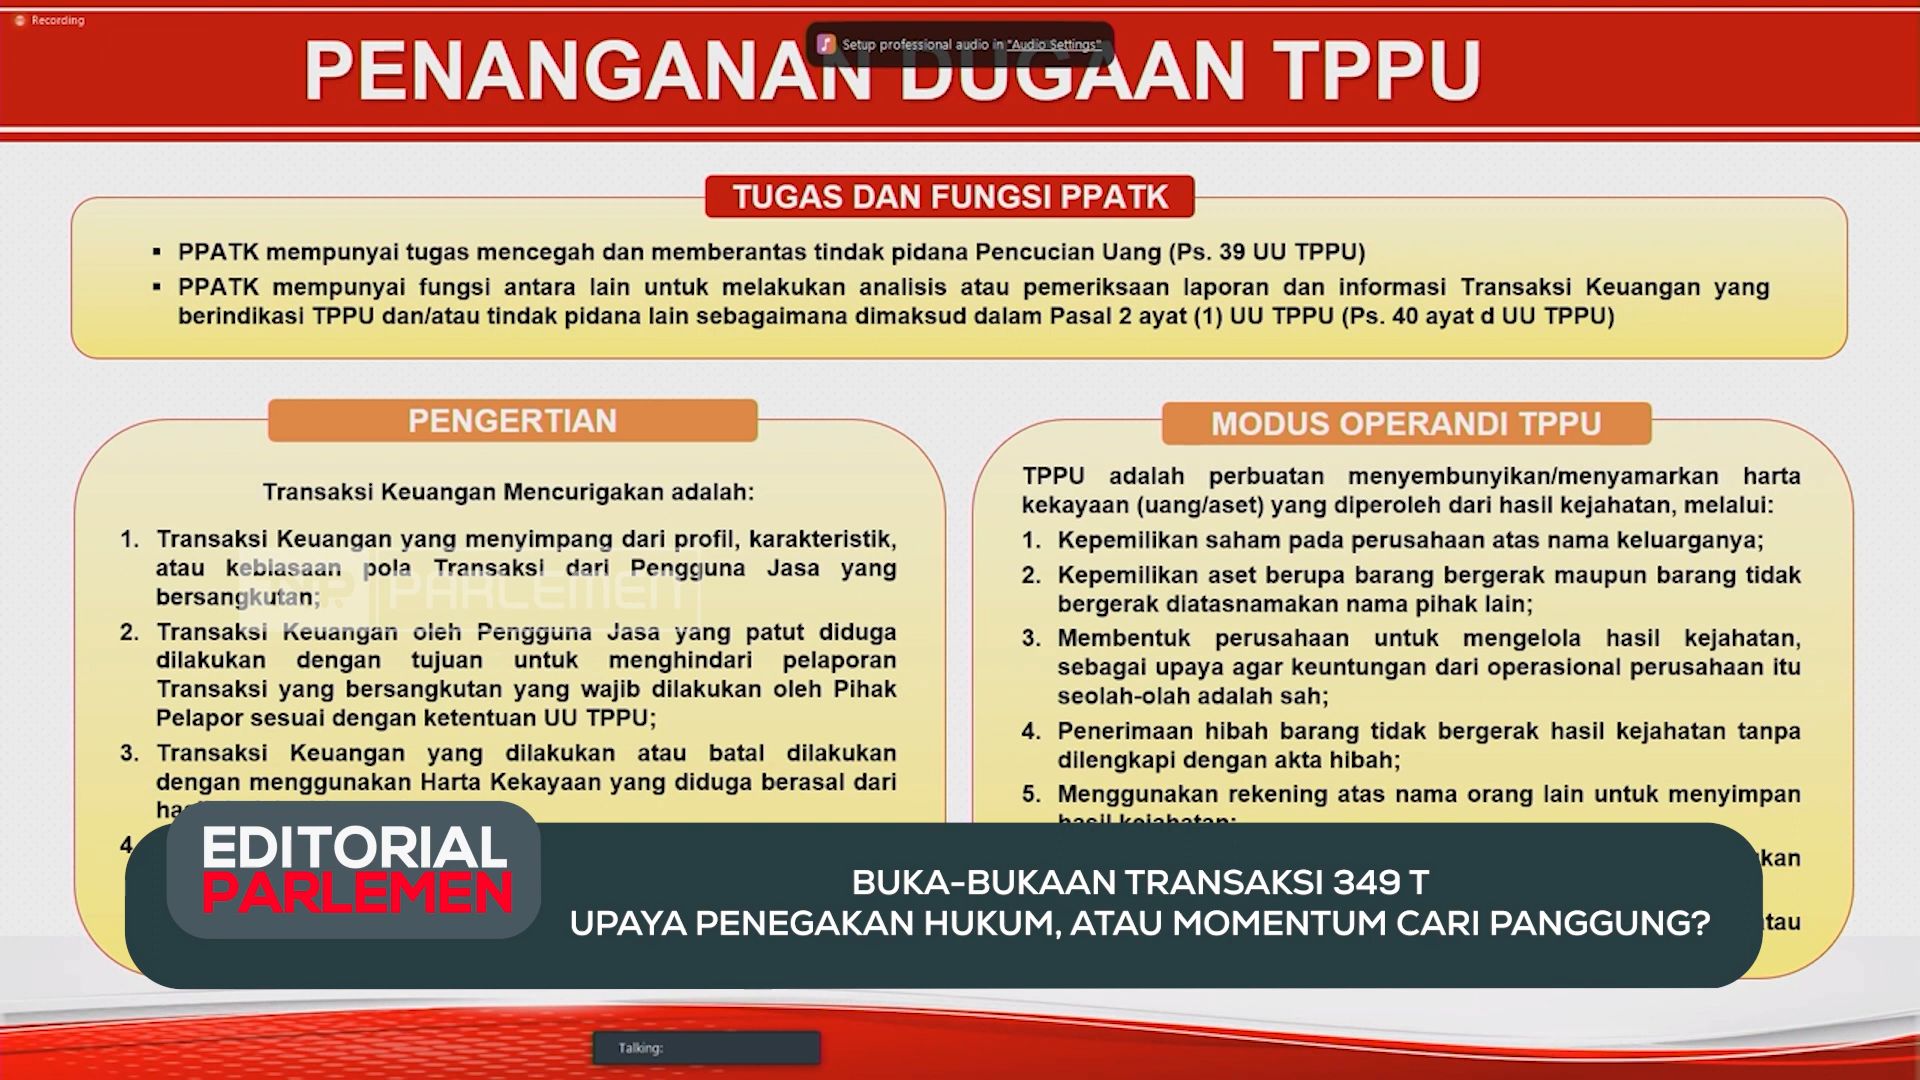 Recording
Setup professional audio in "Audio Settings"
PENANGANAN DUGAAN TPPU
TUGAS DAN FUNGSI PPATK
▪ PPATK mempunyai tugas mencegah dan memberantas tindak pidana Pencucian Uang (Ps. 39 UU TPPU)
▪ PPATK mempunyai fungsi antara lain untuk melakukan analisis atau pemeriksaan laporan dan informasi Transaksi Keuangan yang
berindikasi TPPU dan/atau tindak pidana lain sebagaimana dimaksud dalam Pasal 2 ayat (1) UU TPPU (Ps. 40 ayat d UU TPPU)
PENGERTIAN
Transaksi Keuangan Mencurigakan adalah:
1. Transaksi Keuangan yang menyimpang dari profil, karakteristik,
atau kebiasaan pola Transaksi dari Pengguna Jasa yang
bersangkutan;
PARLEMEN
2. Transaksi Keuangan oleh Pengguna Jasa yang patut diduga
dilakukan dengan tujuan untuk menghindari pelaporan
Transaksi yang bersangkutan yang wajib dilakukan oleh Pihak
Pelapor sesuai dengan ketentuan UU TPPU;
3. Transaksi Keuangan yang dilakukan atau batal dilakukan
dengan menggunakan Harta Kekayaan yang diduga berasal dari
4
MODUS OPERANDI TPPU
TPPU adalah perbuatan menyembunyikan/menyamarkan harta
kekayaan (uang/aset) yang diperoleh dari hasil kejahatan, melalui:
1. Kepemilikan saham pada perusahaan atas nama keluarganya;
2. Kepemilikan aset berupa barang bergerak maupun barang tidak
bergerak diatasnamakan nama pihak lain;
3. Membentuk perusahaan untuk mengelola hasil kejahatan,
sebagai upaya agar keuntungan dari operasional perusahaan itu
seolah-olah adalah sah;
4. Penerimaan hibah barang tidak bergerak hasil kejahatan tanpa
dilengkapi dengan akta hibah;
5. Menggunakan rekening atas nama orang lain untuk menyimpan
hasil kejahatan;
EDITORIAL
PARLEMEN
BUKA-BUKAAN TRANSAKSI 349 T
UPAYA PENEGAKAN HUKUM, ATAU MOMENTUM CARI PANGGUNG?
Talking: